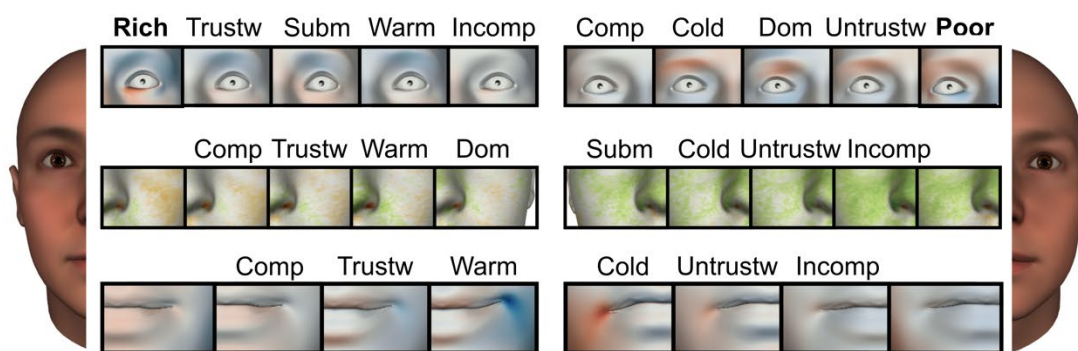 Rich Trustw Subm Warm Incomp Comp Cold Dom Untrustw Poor
Comp Trustw Warm Dom Subm Cold Untrustw Incomp
Comp Trustw Warm Cold Untrustw Incomp